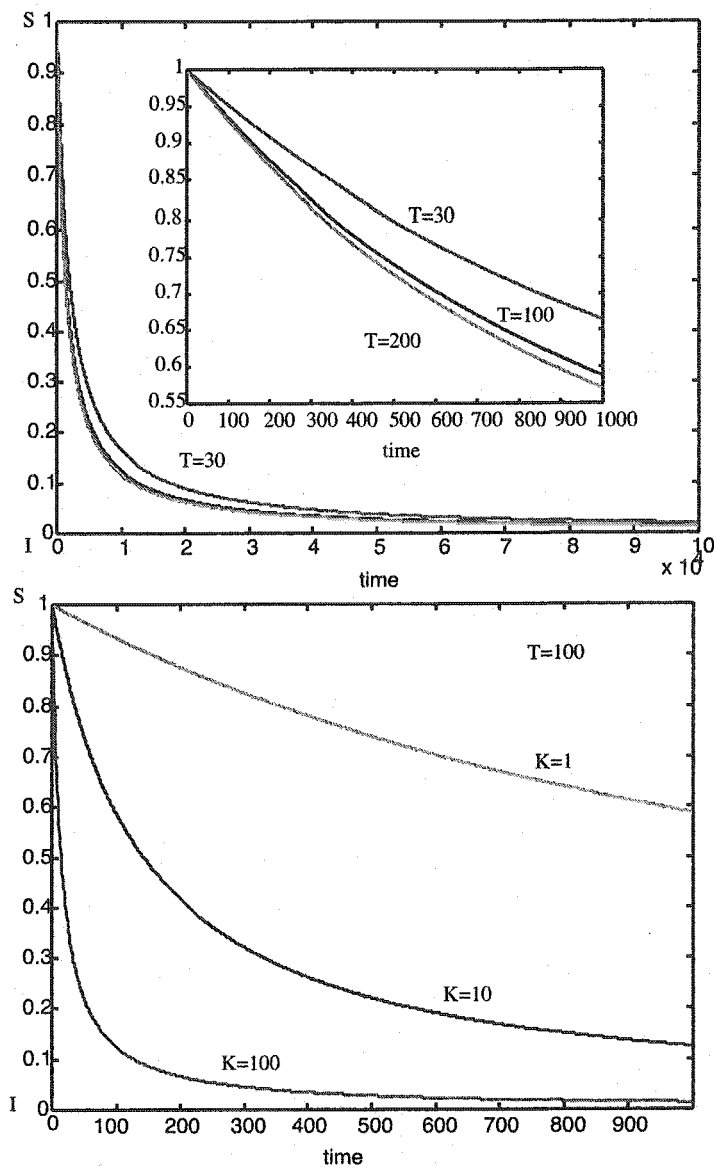 S 1
0.9
0.8
0.7
0.6
0.5
0.4
0.3
0.2
0.1
I 0
0 1 2 3 4 5 6 7 8 9 10
x 10^4
time
1
0.95
0.9
0.85
0.8
0.75
0.7
0.65
0.6
0.55
0 100 200 300 400 500 600 700 800 900 1000
time
T=30
T=100
T=200
T=30
S 1
0.9
0.8
0.7
0.6
0.5
0.4
0.3
0.2
0.1
I 0
0 100 200 300 400 500 600 700 800 900
time
T=100
K=1
K=10
K=100